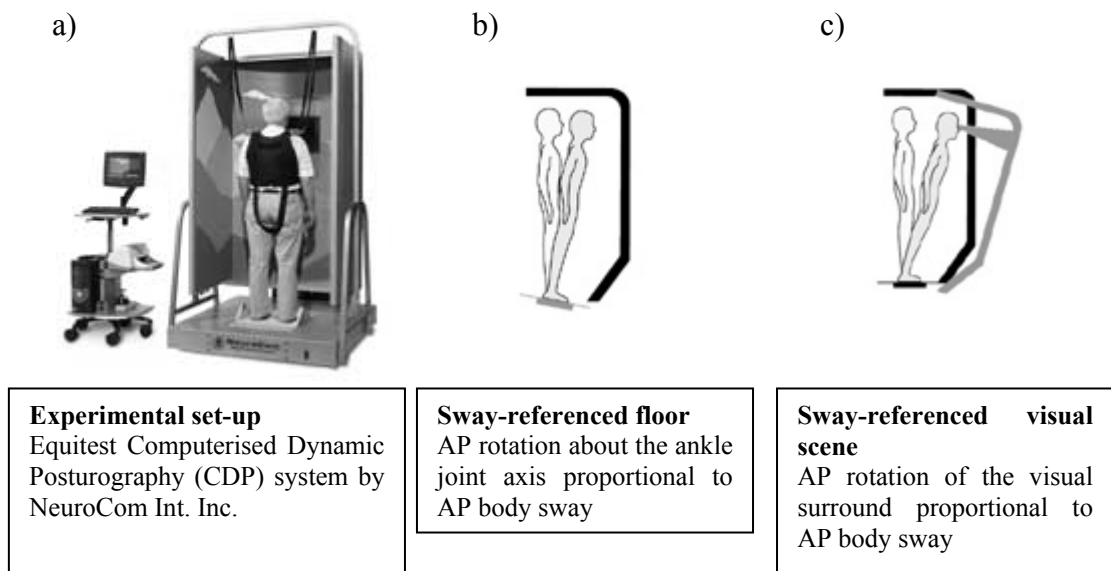 a)
b)
c)
NeuroCom
Experimental set-up
Equitest Computerised Dynamic
Posturography (CDP) system by
NeuroCom Int. Inc.
Sway-referenced floor
AP rotation about the ankle
joint axis proportional to
AP body sway
Sway-referenced visual
scene
AP rotation of the visual
surround proportional to
AP body sway